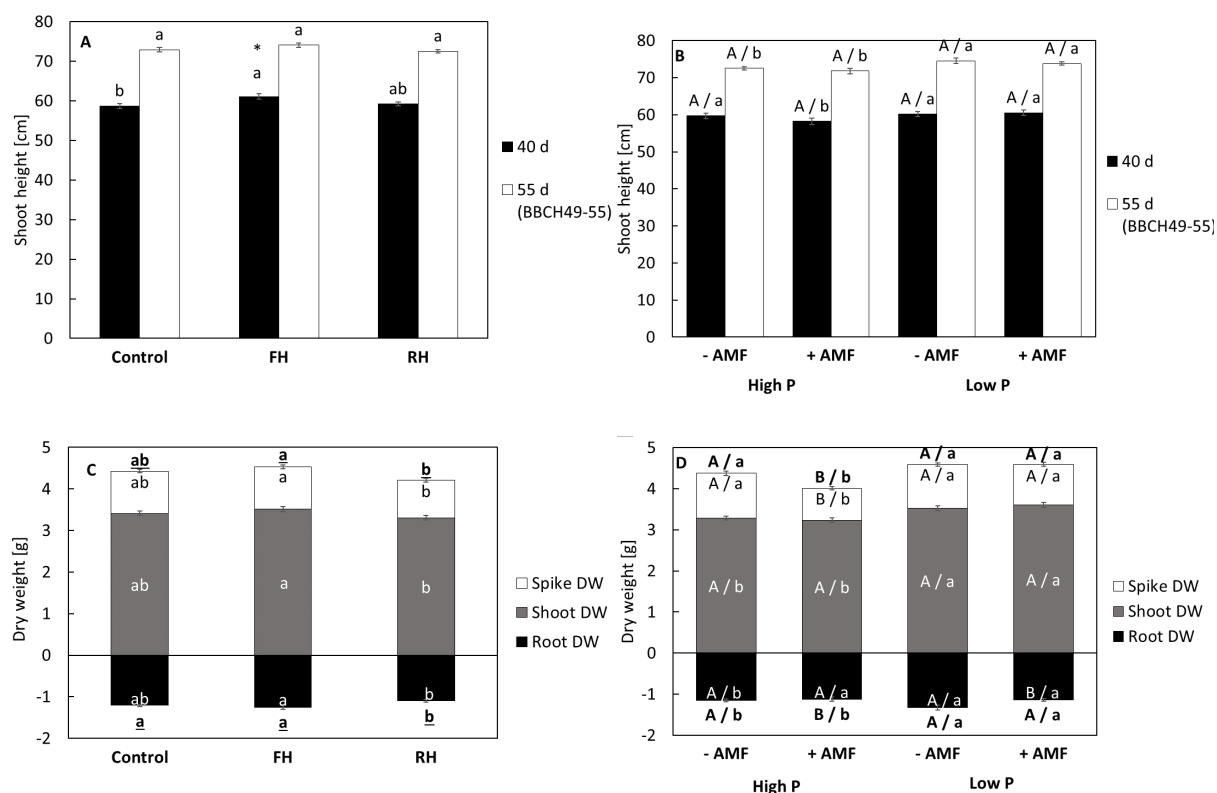 A
80
70
60
50
40
30
20
10
0
Shoot height [cm]
b
a
*
a
a
ab
a
Control FH RH
40 d
55 d
(BBCH49-55)
B
80
70
60
50
40
30
20
10
0
Shoot height [cm]
A / a
A / b
A / b
A / b
A / a
A / a
A / a
A / a
- AMF + AMF - AMF + AMF
High P Low P
40 d
55 d
(BBCH49-55)
C
5
4
3
2
1
0
-1
-2
Dry weight [g]
ab a b
ab a b
ab a b
ab a b
a a b
Control FH RH
Spike DW
Shoot DW
Root DW
D
5
4
3
2
1
0
-1
-2
Dry weight [g]
A / a B / b A / a A / a
A / a B / b A / a A / a
A / b A / b A / a A / a
A / b A / a A / a B / a
A / b B / b A / a A / a
- AMF + AMF - AMF + AMF
High P Low P
Spike DW
Shoot DW
Root DW